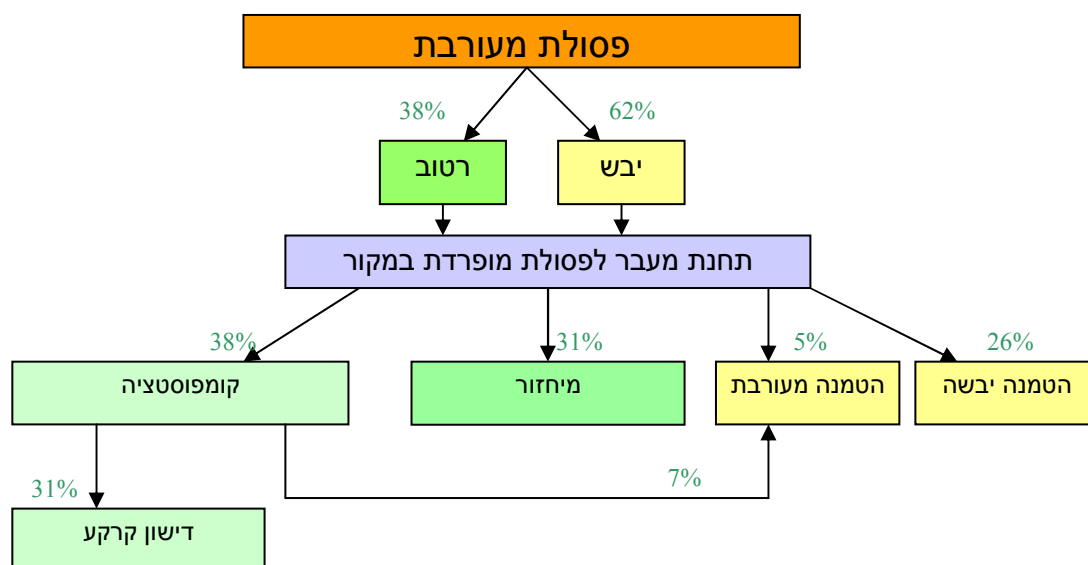 פסולת מעורבת
62%
38%
יבש
רטוב
תחנת מעבר לפסולת מופרדת במקור
26%
5%
31%
38%
הטמנה יבשה
הטמנה מעורבת
מיחזור
קומפוסטציה
7%
31%
דישון קרקע